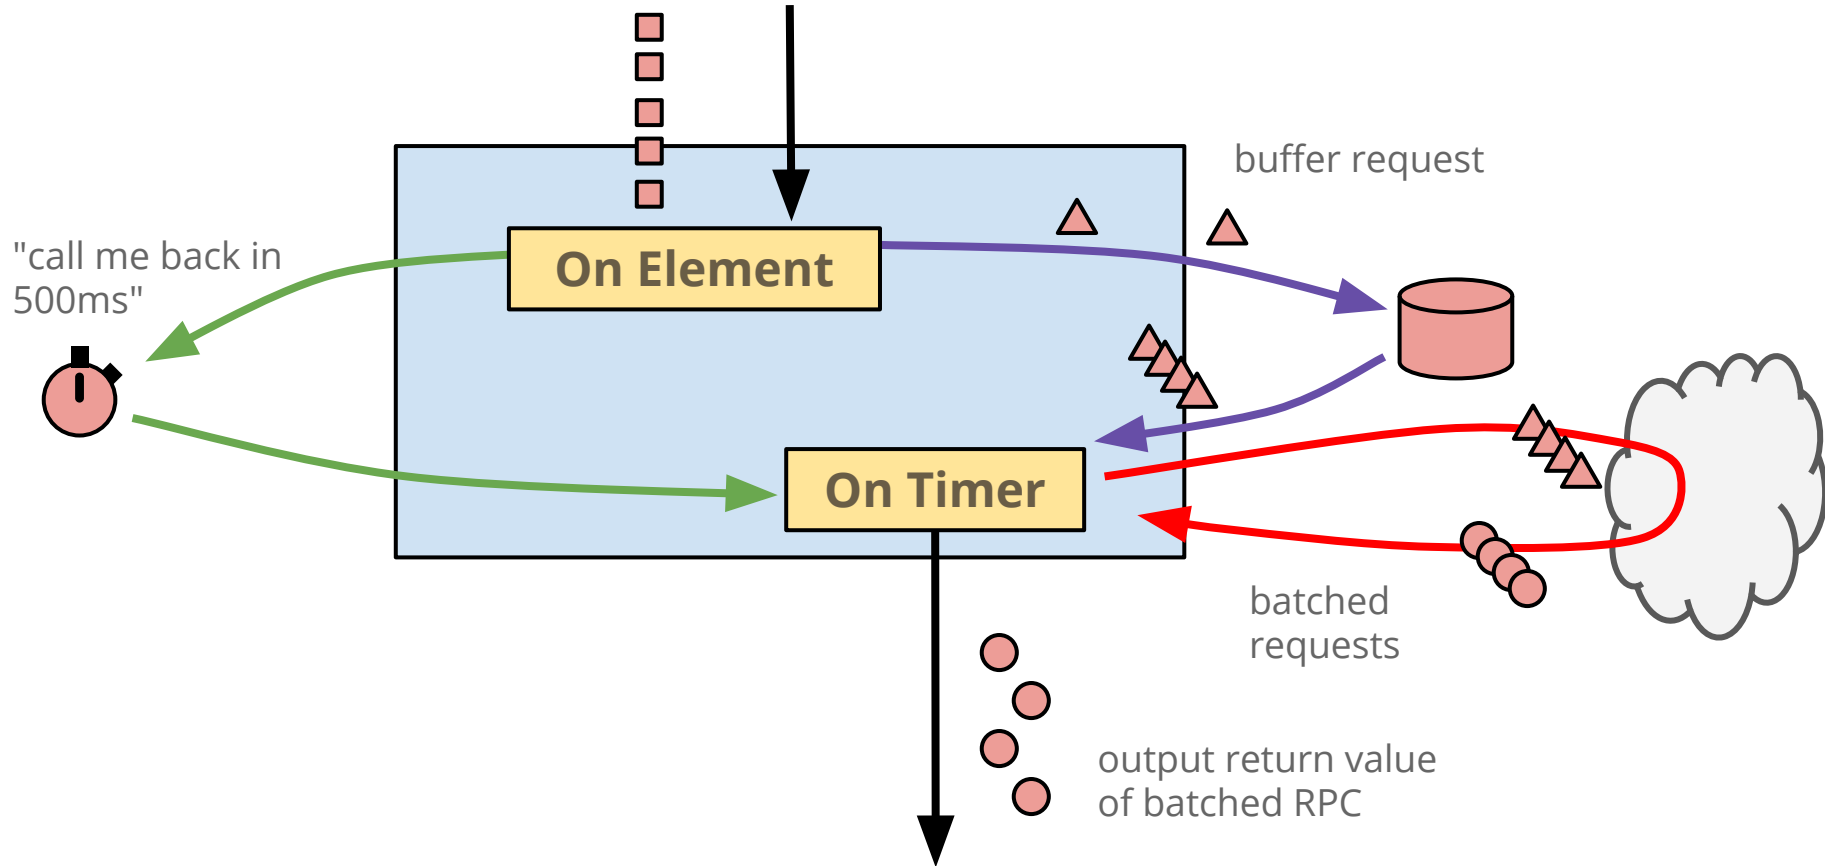 buffer request
"call me back in
500ms"
On Element
On Timer
batched
requests
output return value
of batched RPC